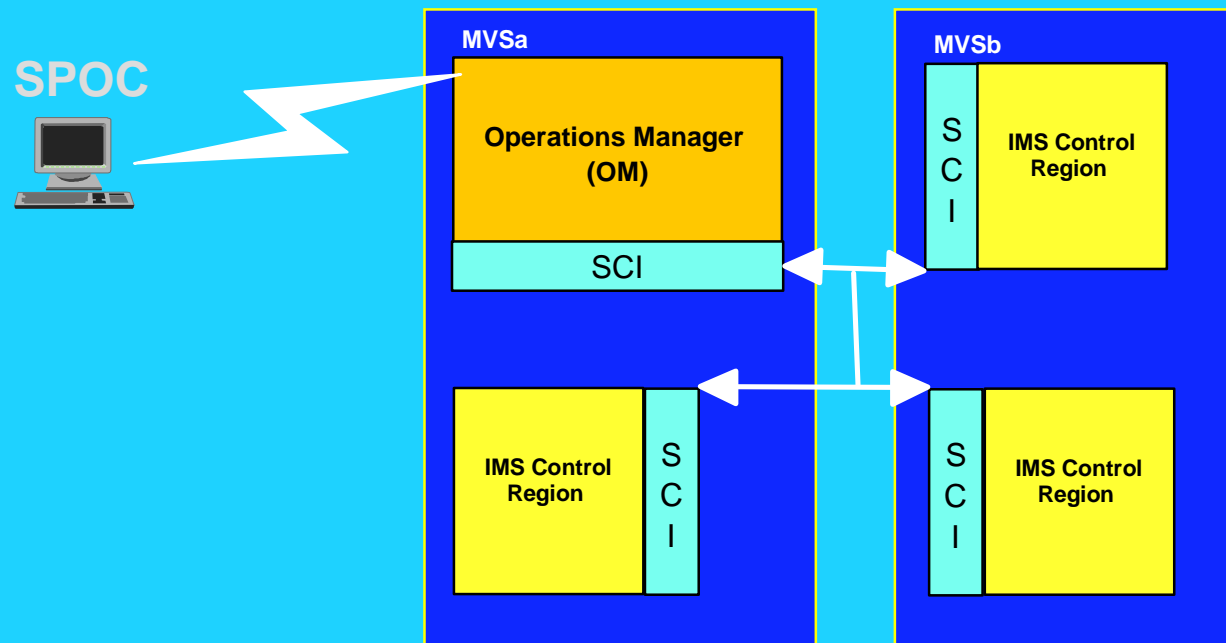 SPOC
MVSa
Operations Manager
(OM)
SCI
IMS Control
Region
S
C
I
MVSb
S
C
I
IMS Control
Region
S
C
I
IMS Control
Region